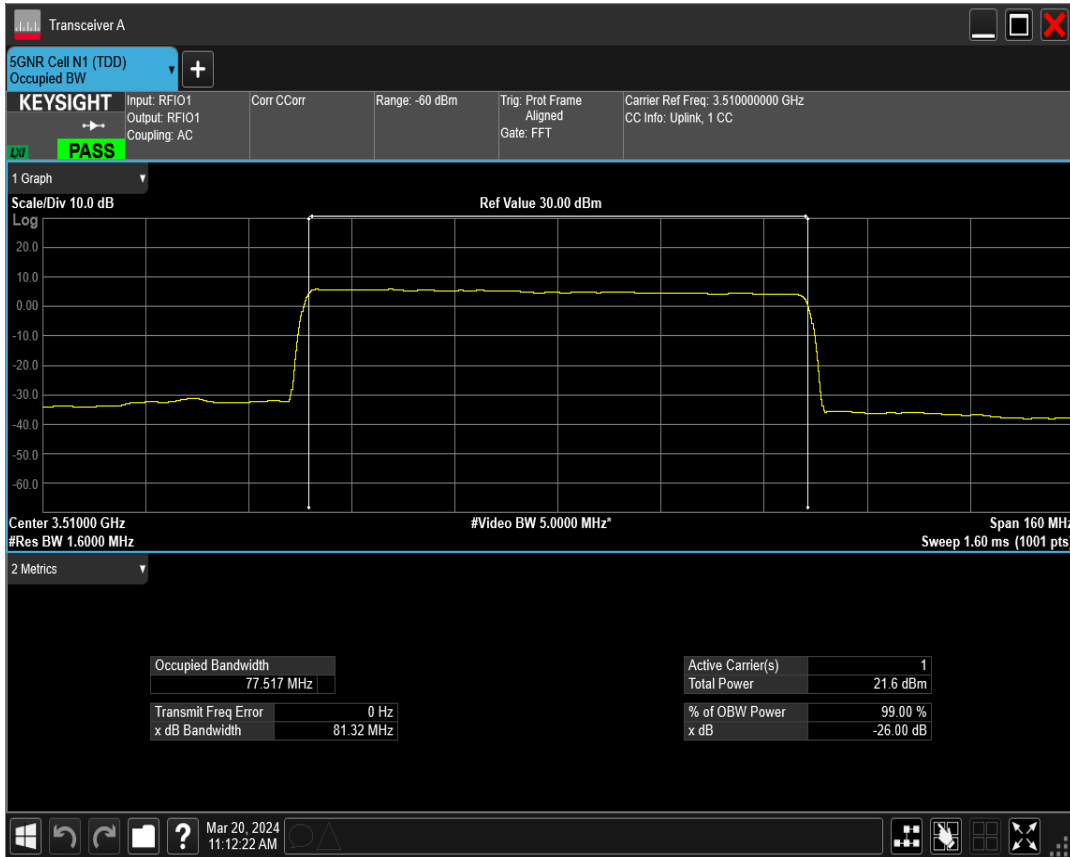 Transceiver A
5GNR Cell N1 (TDD)
Occupied BW
+
KEYSIGHT
LXI
PASS
Input: RFIO1
Output: RFIO1
Coupling: AC
Corr CCorr
Range: -60 dBm
Trig: Prot Frame
Aligned
Gate: FFT
Carrier Ref Freq: 3.510000000 GHz
CC Info: Uplink, 1 CC
1 Graph
Scale/Div 10.0 dB
Ref Value 30.00 dBm
Log
20.0
10.0
0.00
-10.0
-20.0
-30.0
-40.0
-50.0
-60.0
Center 3.51000 GHz
#Video BW 5.0000 MHz*
Span 160 MHz
#Res BW 1.6000 MHz
Sweep 1.60 ms (1001 pts)
2 Metrics
Occupied Bandwidth
77.517 MHz
Transmit Freq Error 0 Hz
x dB Bandwidth 81.32 MHz
Active Carrier(s) 1
Total Power 21.6 dBm
% of OBW Power 99.00 %
x dB -26.00 dB
?
Mar 20, 2024
11:12:22 AM